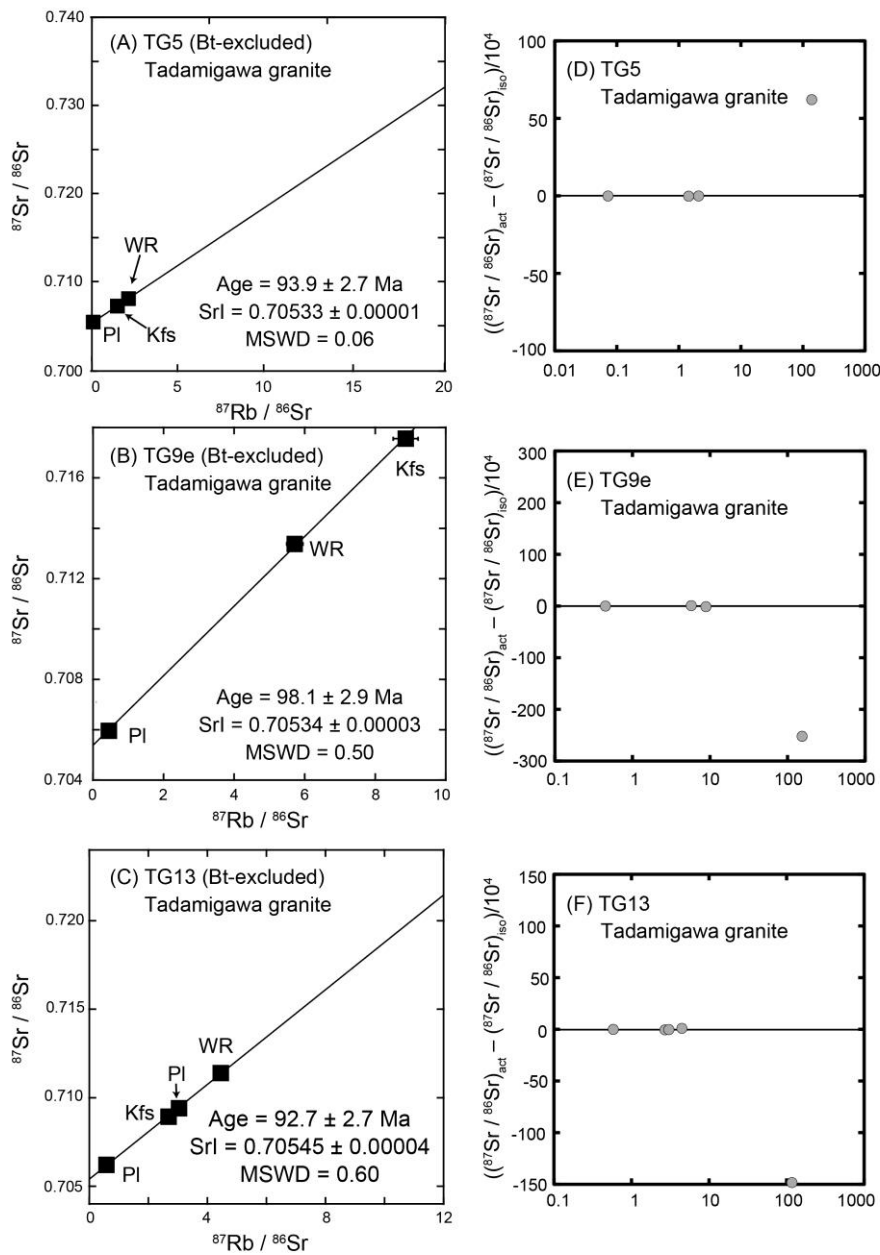 (A) TG5 (Bt-excluded)
Tadamigawa granite
0.740
0.730
0.720
0.710
0.700
⁸⁷Sr / ⁸⁶Sr
WR
Pl
Kfs
Age = 93.9 ± 2.7 Ma
SrI = 0.70533 ± 0.00001
MSWD = 0.06
0
5
10
15
20
⁸⁷Rb / ⁸⁶Sr
(D) TG5
Tadamigawa granite
100
50
0
-50
-100
((⁸⁷Sr / ⁸⁶Sr)act – (⁸⁷Sr / ⁸⁶Sr)iso)/10⁴
0.01
0.1
1
10
100
1000
(B) TG9e (Bt-excluded)
Tadamigawa granite
0.716
0.712
0.708
0.704
⁸⁷Sr / ⁸⁶Sr
Kfs
WR
Pl
Age = 98.1 ± 2.9 Ma
SrI = 0.70534 ± 0.00003
MSWD = 0.50
0
2
4
6
8
10
⁸⁷Rb / ⁸⁶Sr
(E) TG9e
Tadamigawa granite
300
200
100
0
-100
-200
-300
((⁸⁷Sr / ⁸⁶Sr)act – (⁸⁷Sr / ⁸⁶Sr)iso)/10⁴
0.1
1
10
100
1000
(C) TG13 (Bt-excluded)
Tadamigawa granite
0.720
0.715
0.710
0.705
⁸⁷Sr / ⁸⁶Sr
WR
Pl
Kfs
Pl
Age = 92.7 ± 2.7 Ma
SrI = 0.70545 ± 0.00004
MSWD = 0.60
0
4
8
12
⁸⁷Rb / ⁸⁶Sr
(F) TG13
Tadamigawa granite
150
100
50
0
-50
-100
-150
((⁸⁷Sr / ⁸⁶Sr)act – (⁸⁷Sr / ⁸⁶Sr)iso)/10⁴
0.1
1
10
100
1000